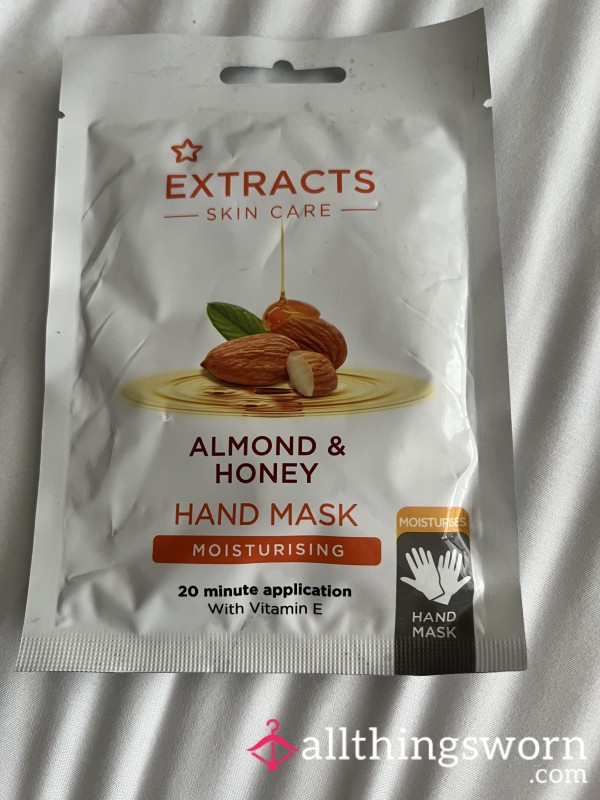 EXTRACTS
SKIN CARE
ALMOND &
HONEY
HAND MASK
MOISTURISING
20 minute application
With Vitamin E
MOISTURISES
HAND
MASK
allthingsworn
.com